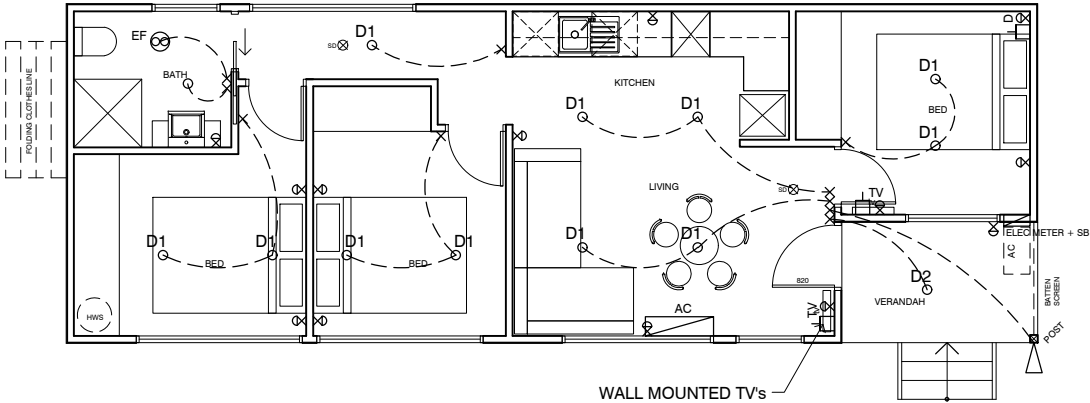 EF
SD
D1
D
D1
BATH
KITCHEN
BED
FOLDING CLOTHESLINE
D1
D1
D1
LIVING
SD
TV
D1
D1
D1
D1
D1
D1
ELEC METER + SB
BED
BED
AC
D2
820
VERANDAH
BATTEN
SCREEN
HWS
AC
TV
POST
WALL MOUNTED TV's